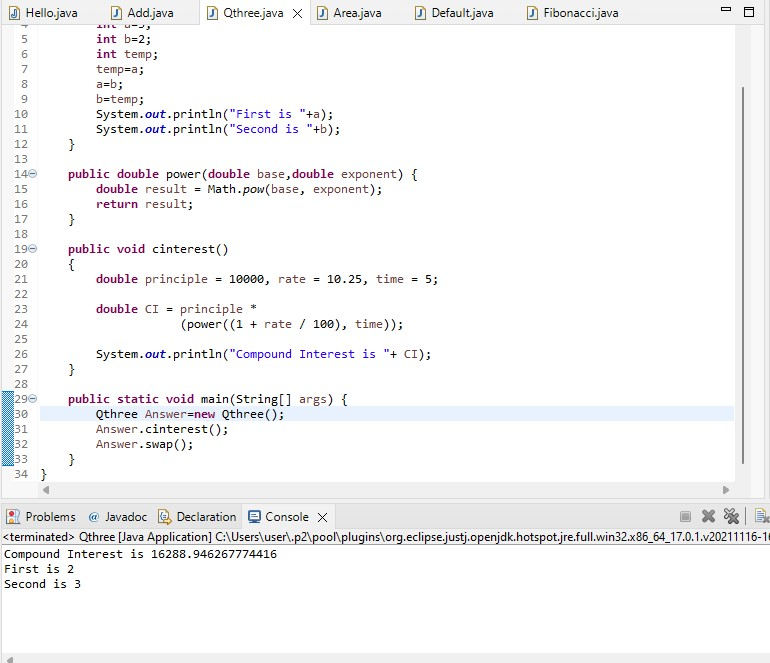 Hello.java Add.java Qthree.java Area.java Default.java Fibonacci.java
5 int b=2;
6 int temp;
7 temp=a;
8 a=b;
9 b=temp;
10 System.out.println("First is "+a);
11 System.out.println("Second is "+b);
12 }
13
14 public double power(double base,double exponent) {
15 double result = Math.pow(base, exponent);
16 return result;
17 }
18
19 public void cinterest()
20 {
21 double principle = 10000, rate = 10.25, time = 5;
22
23 double CI = principle *
24 (power((1 + rate / 100), time));
25
26 System.out.println("Compound Interest is "+ CI);
27 }
28
29 public static void main(String[] args) {
30 Qthree Answer=new Qthree();
31 Answer.cinterest();
32 Answer.swap();
33 }
34 }
Problems @ Javadoc Declaration Console
<terminated> Qthree [Java Application] C:\Users\user\.p2\pool\plugins\org.eclipse.justj.openjdk.hotspot.jre.full.win32.x86_64_17.0.1.v20211116-16
Compound Interest is 16288.946267774416
First is 2
Second is 3